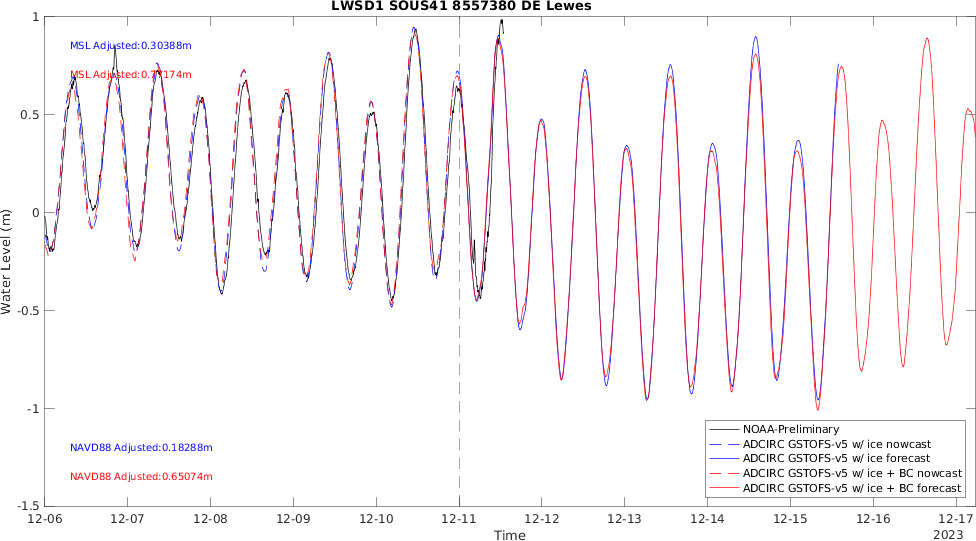 LWSD1 SOUS41 8557380 DE Lewes
MSL Adjusted:0.30388m
MSL Adjusted:0.77174m
NAVD88 Adjusted:0.18288m
NAVD88 Adjusted:0.65074m
Water Level (m)
1
0.5
0
-0.5
-1
-1.5
NOAA-Preliminary
ADCIRC GSTOFS-v5 w/ ice nowcast
ADCIRC GSTOFS-v5 w/ ice forecast
ADCIRC GSTOFS-v5 w/ ice + BC nowcast
ADCIRC GSTOFS-v5 w/ ice + BC forecast
12-06 12-07 12-08 12-09 12-10 12-11 12-12 12-13 12-14 12-15 12-16 12-17
Time
2023